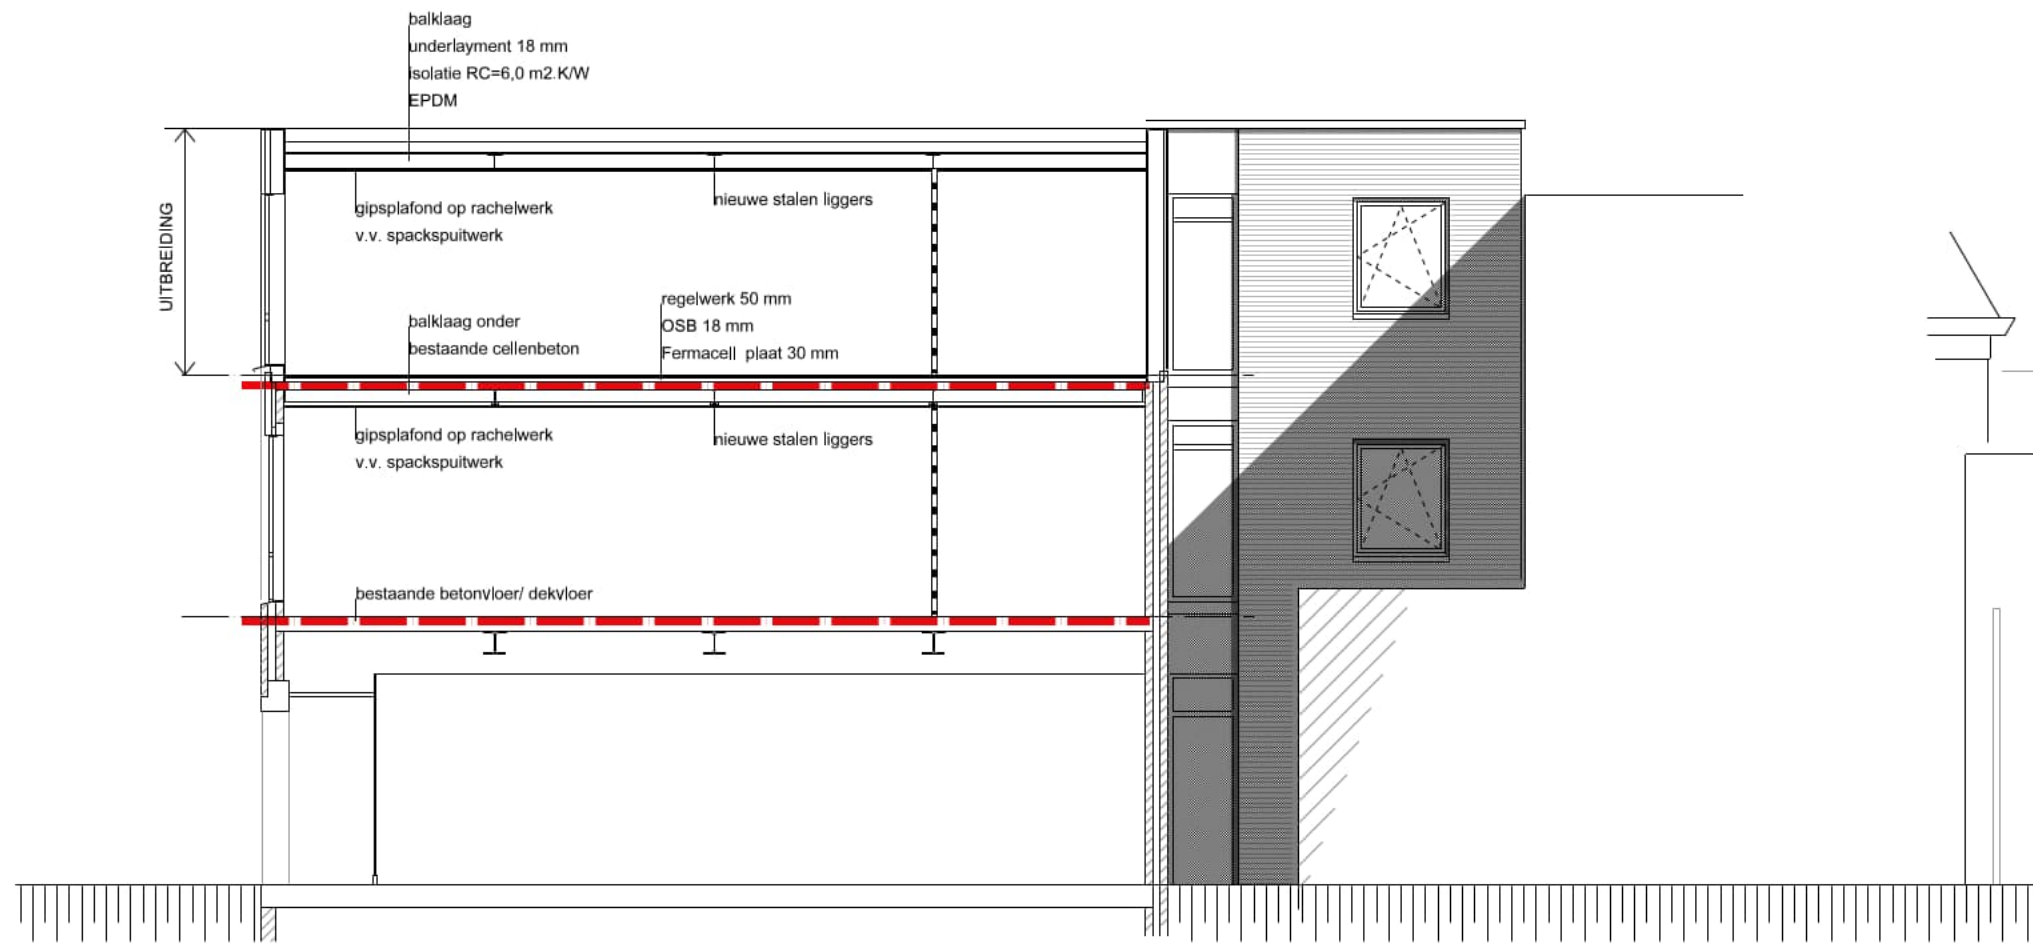 balklaag
underlayment 18 mm
isolatie RC=6,0 m2.K/W
EPDM
UITBREIDING
gipsplafond op rachelwerk
v.v. spackspuitwerk
nieuwe stalen liggers
balklaag onder
bestaande cellenbeton
regelwerk 50 mm
OSB 18 mm
Fermacell plaat 30 mm
gipsplafond op rachelwerk
v.v. spackspuitwerk
nieuwe stalen liggers
bestaande betonvloer/ dekvloer